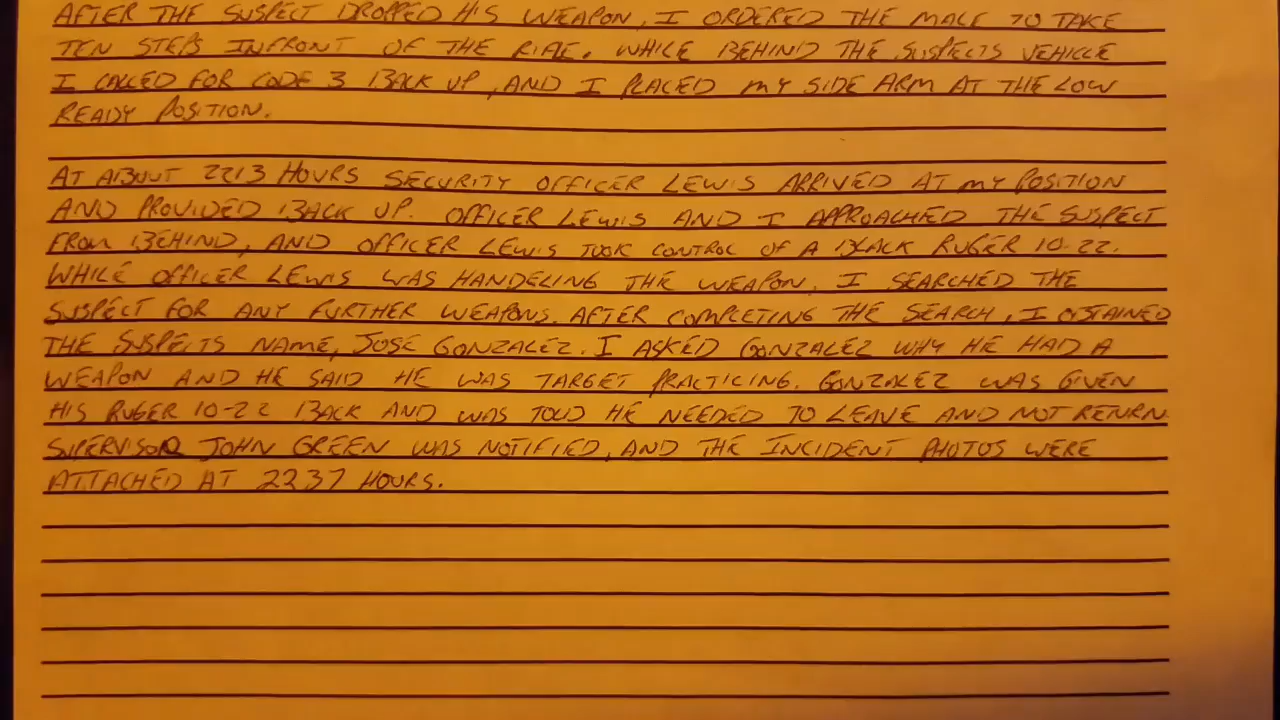 AFTER THE SUSPECT DROPPED HIS WEAPON, I ORDERED THE MALE TO TAKE
TEN STEPS INFRONT OF THE RIFLE. WHILE BEHIND THE SUSPECTS VEHICLE
I CALLED FOR CODE 3 BACK UP, AND I PLACED MY SIDE ARM AT THE LOW
READY POSITION.
AT ABOUT 2213 HOURS SECURITY OFFICER LEWIS ARRIVED AT MY POSITION
AND PROVIDED BACK UP. OFFICER LEWIS AND I APPROACHED THE SUSPECT
FROM BEHIND, AND OFFICER LEWIS TOOK CONTROL OF A BLACK RUGER 10-22.
WHILE OFFICER LEWIS WAS HANDELING THE WEAPON, I SEARCHED THE
SUSPECT FOR ANY FURTHER WEAPONS. AFTER COMPLETING THE SEARCH, I OBTAINED
THE SUSPECTS NAME, JOSE GONZALEZ. I ASKED GONZALEZ WHY HE HAD A
WEAPON AND HE SAID HE WAS TARGET PRACTICING. GONZALEZ WAS GIVEN
HIS RUGER 10-22 BACK AND WAS TOLD HE NEEDED TO LEAVE AND NOT RETURN.
SUPERVISOR JOHN GREEN WAS NOTIFIED, AND THE INCIDENT PHOTOS WERE
ATTACHED AT 2237 HOURS.